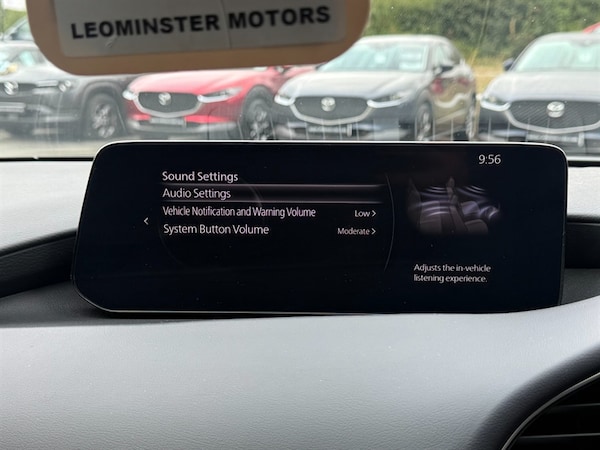 LEOMINSTER MOTORS
9:56
Sound Settings
Audio Settings
Vehicle Notification and Warning Volume Low >
System Button Volume Moderate >
<
Adjusts the in-vehicle
listening experience.